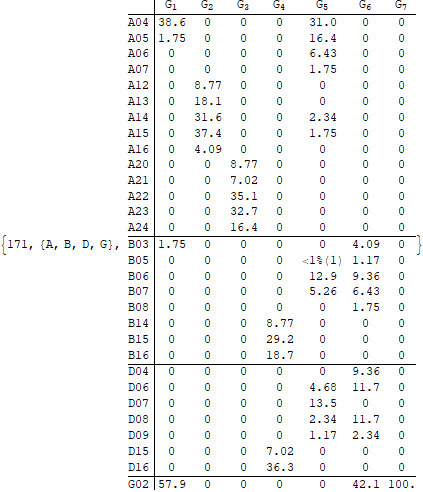 G1 G2 G3 G4 G5 G6 G7
A04 38.6 0 0 0 31.0 0 0
A05 1.75 0 0 0 16.4 0 0
A06 0 0 0 0 6.43 0 0
A07 0 0 0 0 1.75 0 0
A12 0 8.77 0 0 0 0 0
A13 0 18.1 0 0 0 0 0
A14 0 31.6 0 0 2.34 0 0
A15 0 37.4 0 0 1.75 0 0
A16 0 4.09 0 0 0 0 0
A20 0 0 8.77 0 0 0 0
A21 0 0 7.02 0 0 0 0
A22 0 0 35.1 0 0 0 0
A23 0 0 32.7 0 0 0 0
A24 0 0 16.4 0 0 0 0
{171, {A, B, D, G}, B03 1.75 0 0 0 0 4.09 0 }
B05 0 0 0 0 <1%(1) 1.17 0
B06 0 0 0 0 12.9 9.36 0
B07 0 0 0 0 5.26 6.43 0
B08 0 0 0 0 0 1.75 0
B14 0 0 0 8.77 0 0 0
B15 0 0 0 29.2 0 0 0
B16 0 0 0 18.7 0 0 0
D04 0 0 0 0 0 9.36 0
D06 0 0 0 0 4.68 11.7 0
D07 0 0 0 0 13.5 0 0
D08 0 0 0 0 2.34 11.7 0
D09 0 0 0 0 1.17 2.34 0
D15 0 0 0 7.02 0 0 0
D16 0 0 0 36.3 0 0 0
G02 57.9 0 0 0 0 42.1 100.